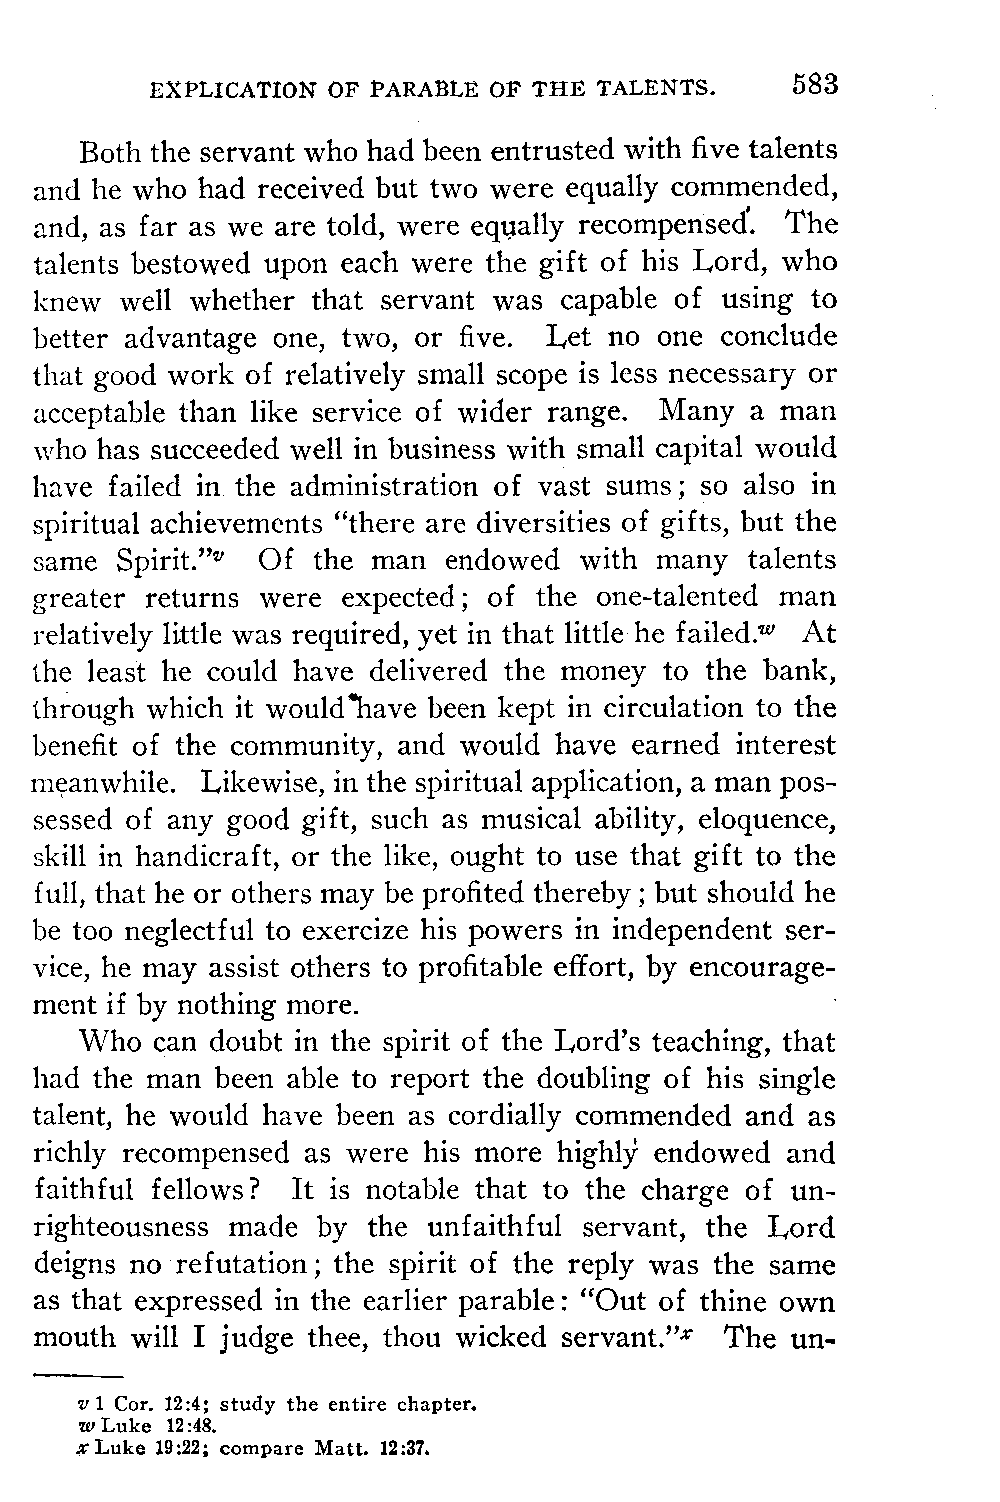 EXPLICATION OF PARABLE OF THE TALENTS. 583
Both the servant who had been entrusted with five talents
and he who had received but two were equally commended,
and, as far as we are told, were equally recompensed. The
talents bestowed upon each were the gift of his Lord, who
knew well whether that servant was capable of using to
better advantage one, two, or five. Let no one conclude
that good work of relatively small scope is less necessary or
acceptable than like service of wider range. Many a man
who has succeeded well in business with small capital would
have failed in the administration of vast sums; so also in
spiritual achievements “there are diversities of gifts, but the
same Spirit.”v Of the man endowed with many talents
greater returns were expected; of the one-talented man
relatively little was required, yet in that little he failed.w At
the least he could have delivered the money to the bank,
through which it would have been kept in circulation to the
benefit of the community, and would have earned interest
meanwhile. Likewise, in the spiritual application, a man pos-
sessed of any good gift, such as musical ability, eloquence,
skill in handicraft, or the like, ought to use that gift to the
full, that he or others may be profited thereby; but should he
be too neglectful to exercize his powers in independent ser-
vice, he may assist others to profitable effort, by encourage-
ment if by nothing more.
Who can doubt in the spirit of the Lord’s teaching, that
had the man been able to report the doubling of his single
talent, he would have been as cordially commended and as
richly recompensed as were his more highly endowed and
faithful fellows? It is notable that to the charge of un-
righteousness made by the unfaithful servant, the Lord
deigns no refutation; the spirit of the reply was the same
as that expressed in the earlier parable: “Out of thine own
mouth will I judge thee, thou wicked servant.”x The un-
v 1 Cor. 12:4; study the entire chapter.
w Luke 12:48.
x Luke 19:22; compare Matt. 12:37.